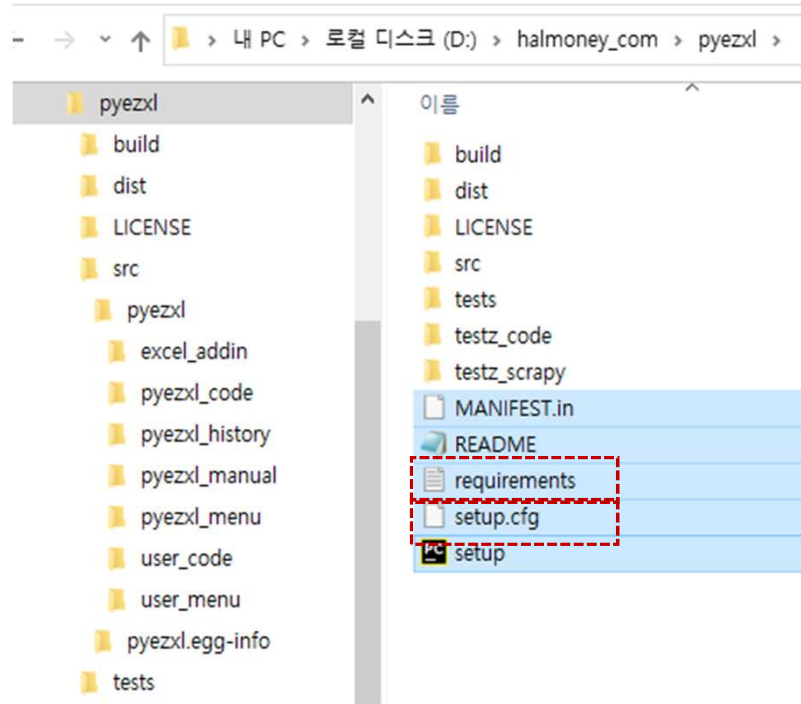 내 PC > 로컬 디스크 (D:) > halmoney_com > pyezxl >
pyezxl
build
dist
LICENSE
src
pyezxl
excel_addin
pyezxl_code
pyezxl_history
pyezxl_manual
pyezxl_menu
user_code
user_menu
pyezxl.egg-info
tests
이름
build
dist
LICENSE
src
tests
testz_code
testz_scrapy
MANIFEST.in
README
requirements
setup.cfg
PC setup